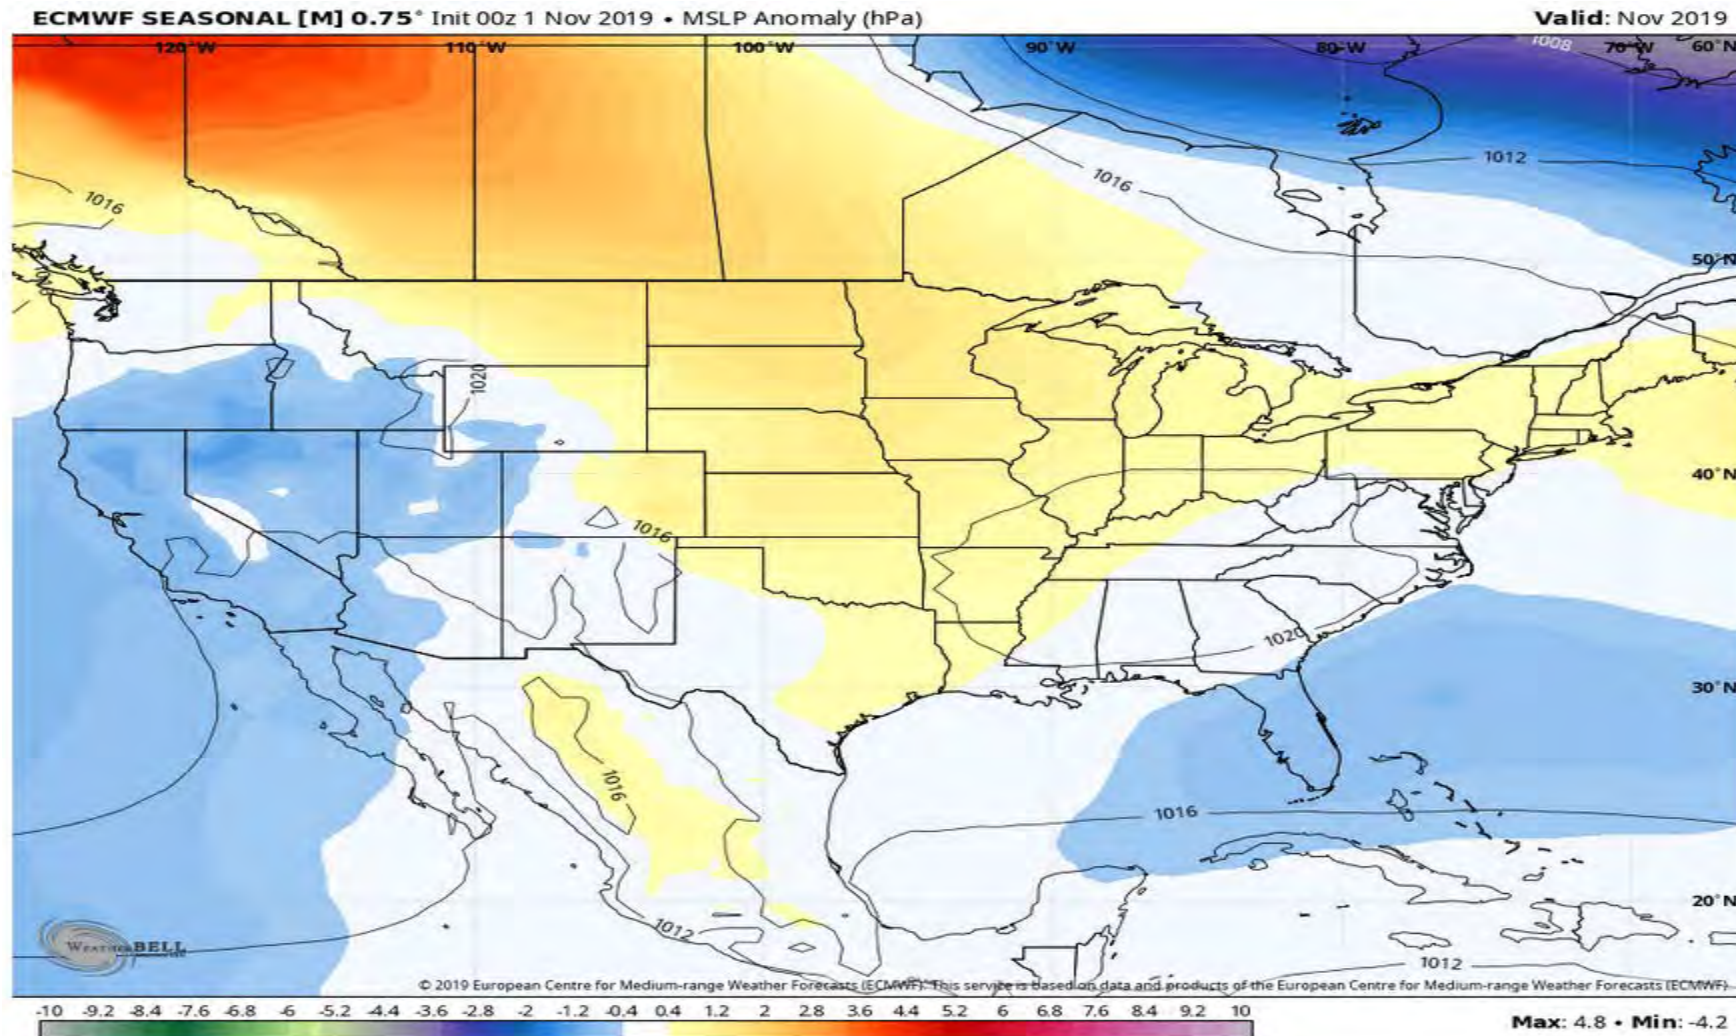 ECMWF SEASONAL [M] 0.75° Init 00z 1 Nov 2019 • MSLP Anomaly (hPa) Valid: Nov 2019
120°W 110°W 100°W 90°W 80°W 70°W 60°N
1008
1012
1016
1016
50°N
1020
40°N
1016
1020
30°N
1016
1016
20°N
1012
WEATHERBELL
1012
© 2019 European Centre for Medium-range Weather Forecasts (ECMWF). This service is based on data and products of the European Centre for Medium-range Weather Forecasts (ECMWF).
-10 -9.2 -8.4 -7.6 -6.8 -6 -5.2 -4.4 -3.6 -2.8 -2 -1.2 -0.4 0.4 1.2 2 2.8 3.6 4.4 5.2 6 6.8 7.6 8.4 9.2 10
Max: 4.8 • Min: -4.2